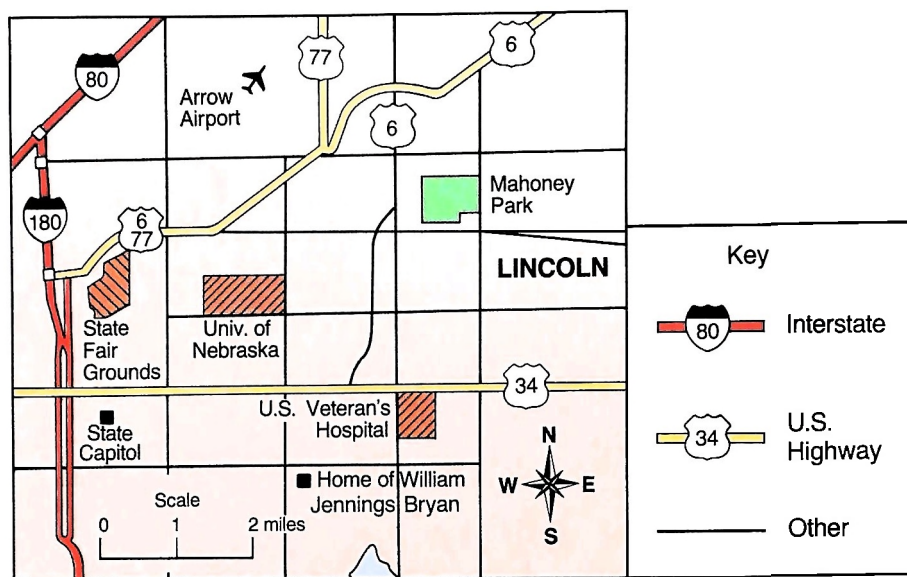 80
77
6
Arrow
Airport
6
Mahoney
Park
180
6
77
LINCOLN
State
Fair
Grounds
Univ. of
Nebraska
34
U.S. Veteran's
Hospital
State
Capitol
Home of William
Jennings Bryan
N
W
E
S
Scale
0 1 2 miles
Key
80
Interstate
34
U.S.
Highway
Other